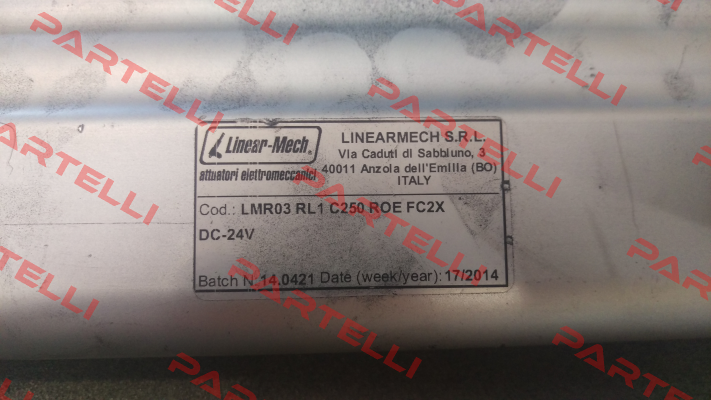 Linear-Mech®
attuatori elettromeccanici
LINEARMECH S.R.L.
Via Caduti di Sabbiuno, 3
40011 Anzola dell'Emilia (BO)
ITALY
Cod.: LMR03 RL1 C250 ROE FC2X
DC-24V
Batch N.14.0421 Date (week/year): 17/2014
PARTELLI
PARTELLI
PARTELLI
PARTELLI
PARTELLI
PARTELLI
PARTELLI
PARTELLI